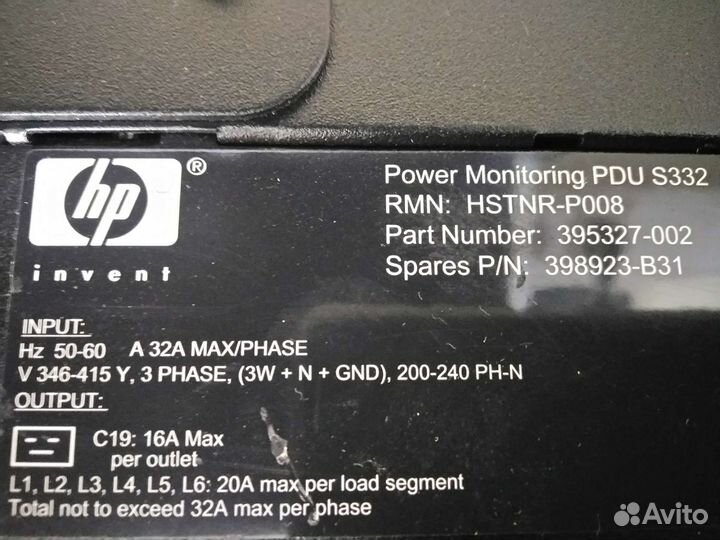 hp®
invent
Power Monitoring PDU S332
RMN: HSTNR-P008
Part Number: 395327-002
Spares P/N: 398923-B31
INPUT:
Hz 50-60 A 32A MAX/PHASE
V 346-415 Y, 3 PHASE, (3W + N + GND), 200-240 PH-N
OUTPUT:
C19: 16A Max
per outlet
L1, L2, L3, L4, L5, L6: 20A max per load segment
Total not to exceed 32A max per phase
Avito